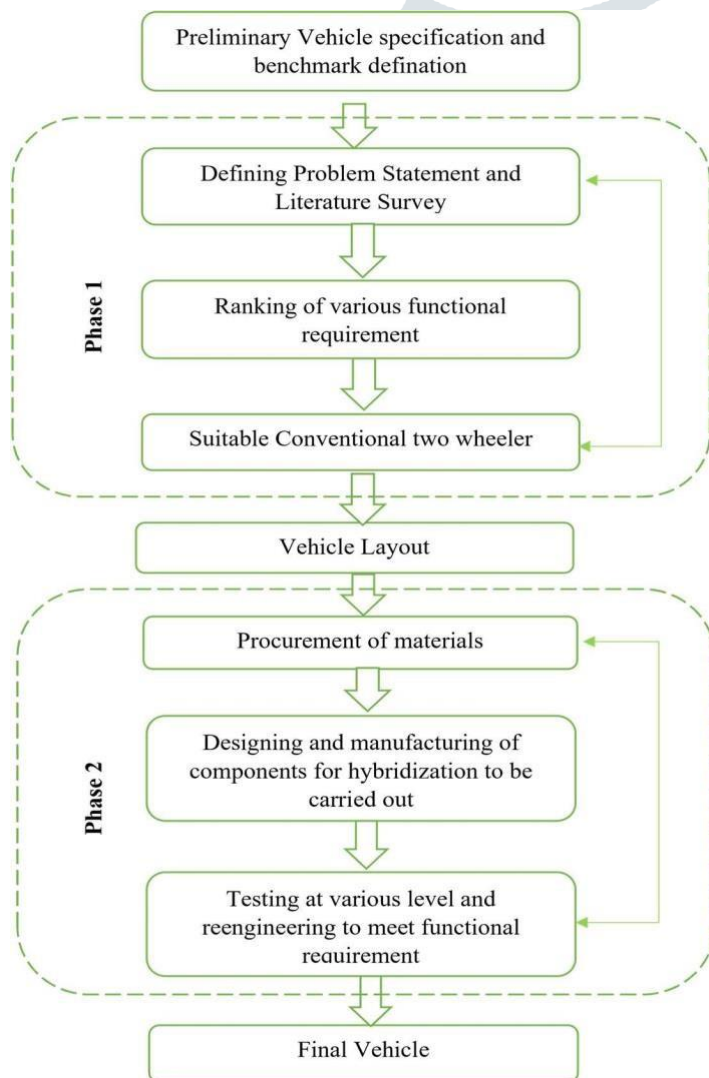 Preliminary Vehicle specification and
benchmark defination
Defining Problem Statement and
Literature Survey
Phase 1
Ranking of various functional
requirement
Suitable Conventional two wheeler
Vehicle Layout
Procurement of materials
Phase 2
Designing and manufacturing of
components for hybridization to be
carried out
Testing at various level and
reengineering to meet functional
requirement
Final Vehicle